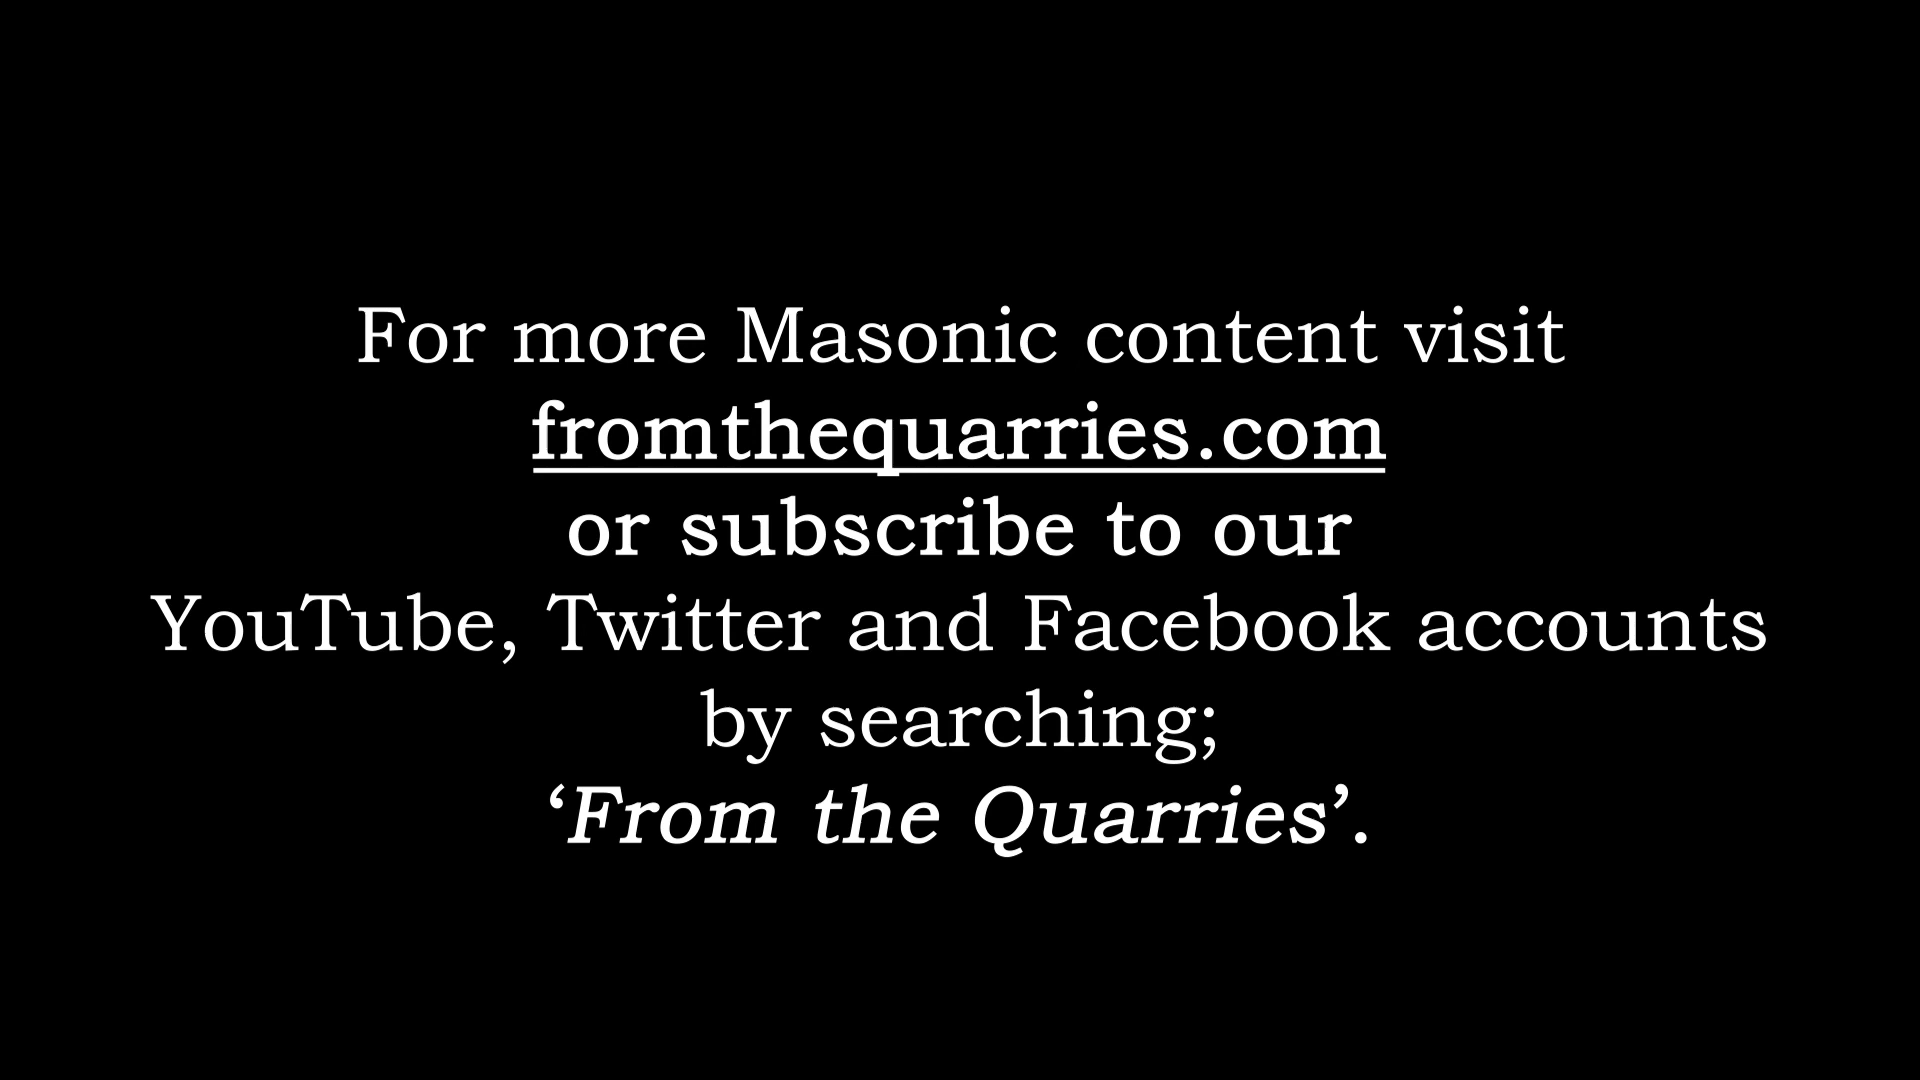 For more Masonic content visit
fromthequarries.com
or subscribe to our
YouTube, Twitter and Facebook accounts
by searching;
‘From the Quarries’.